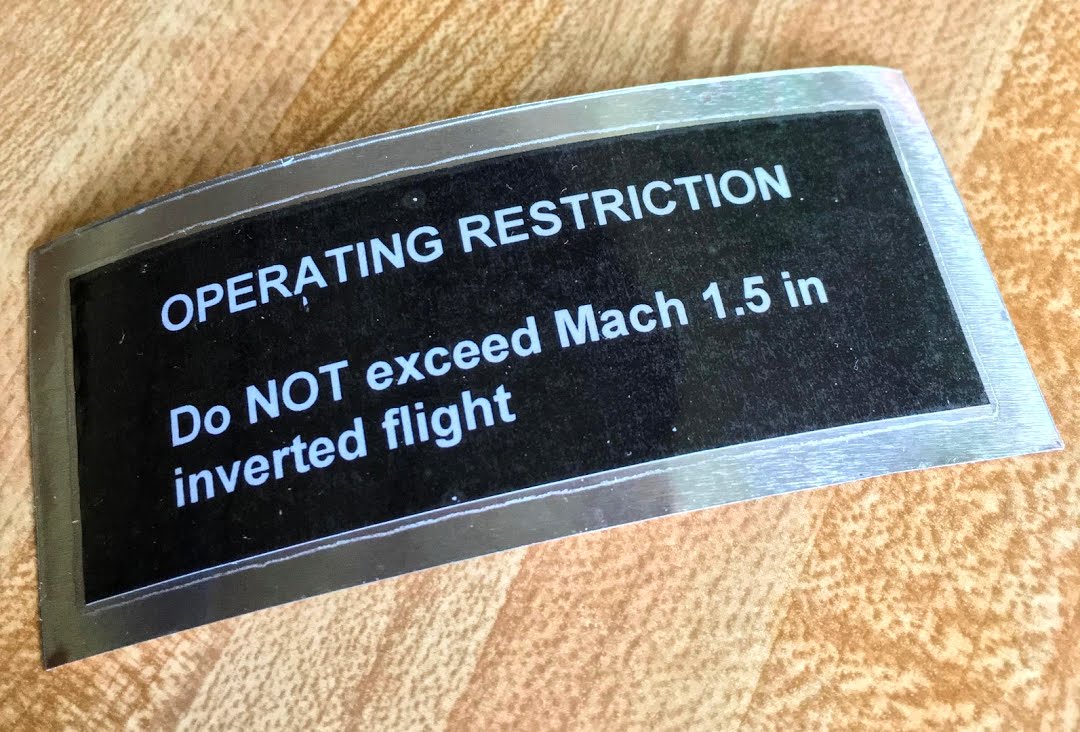 OPERATING RESTRICTION
Do NOT exceed Mach 1.5 in
inverted flight